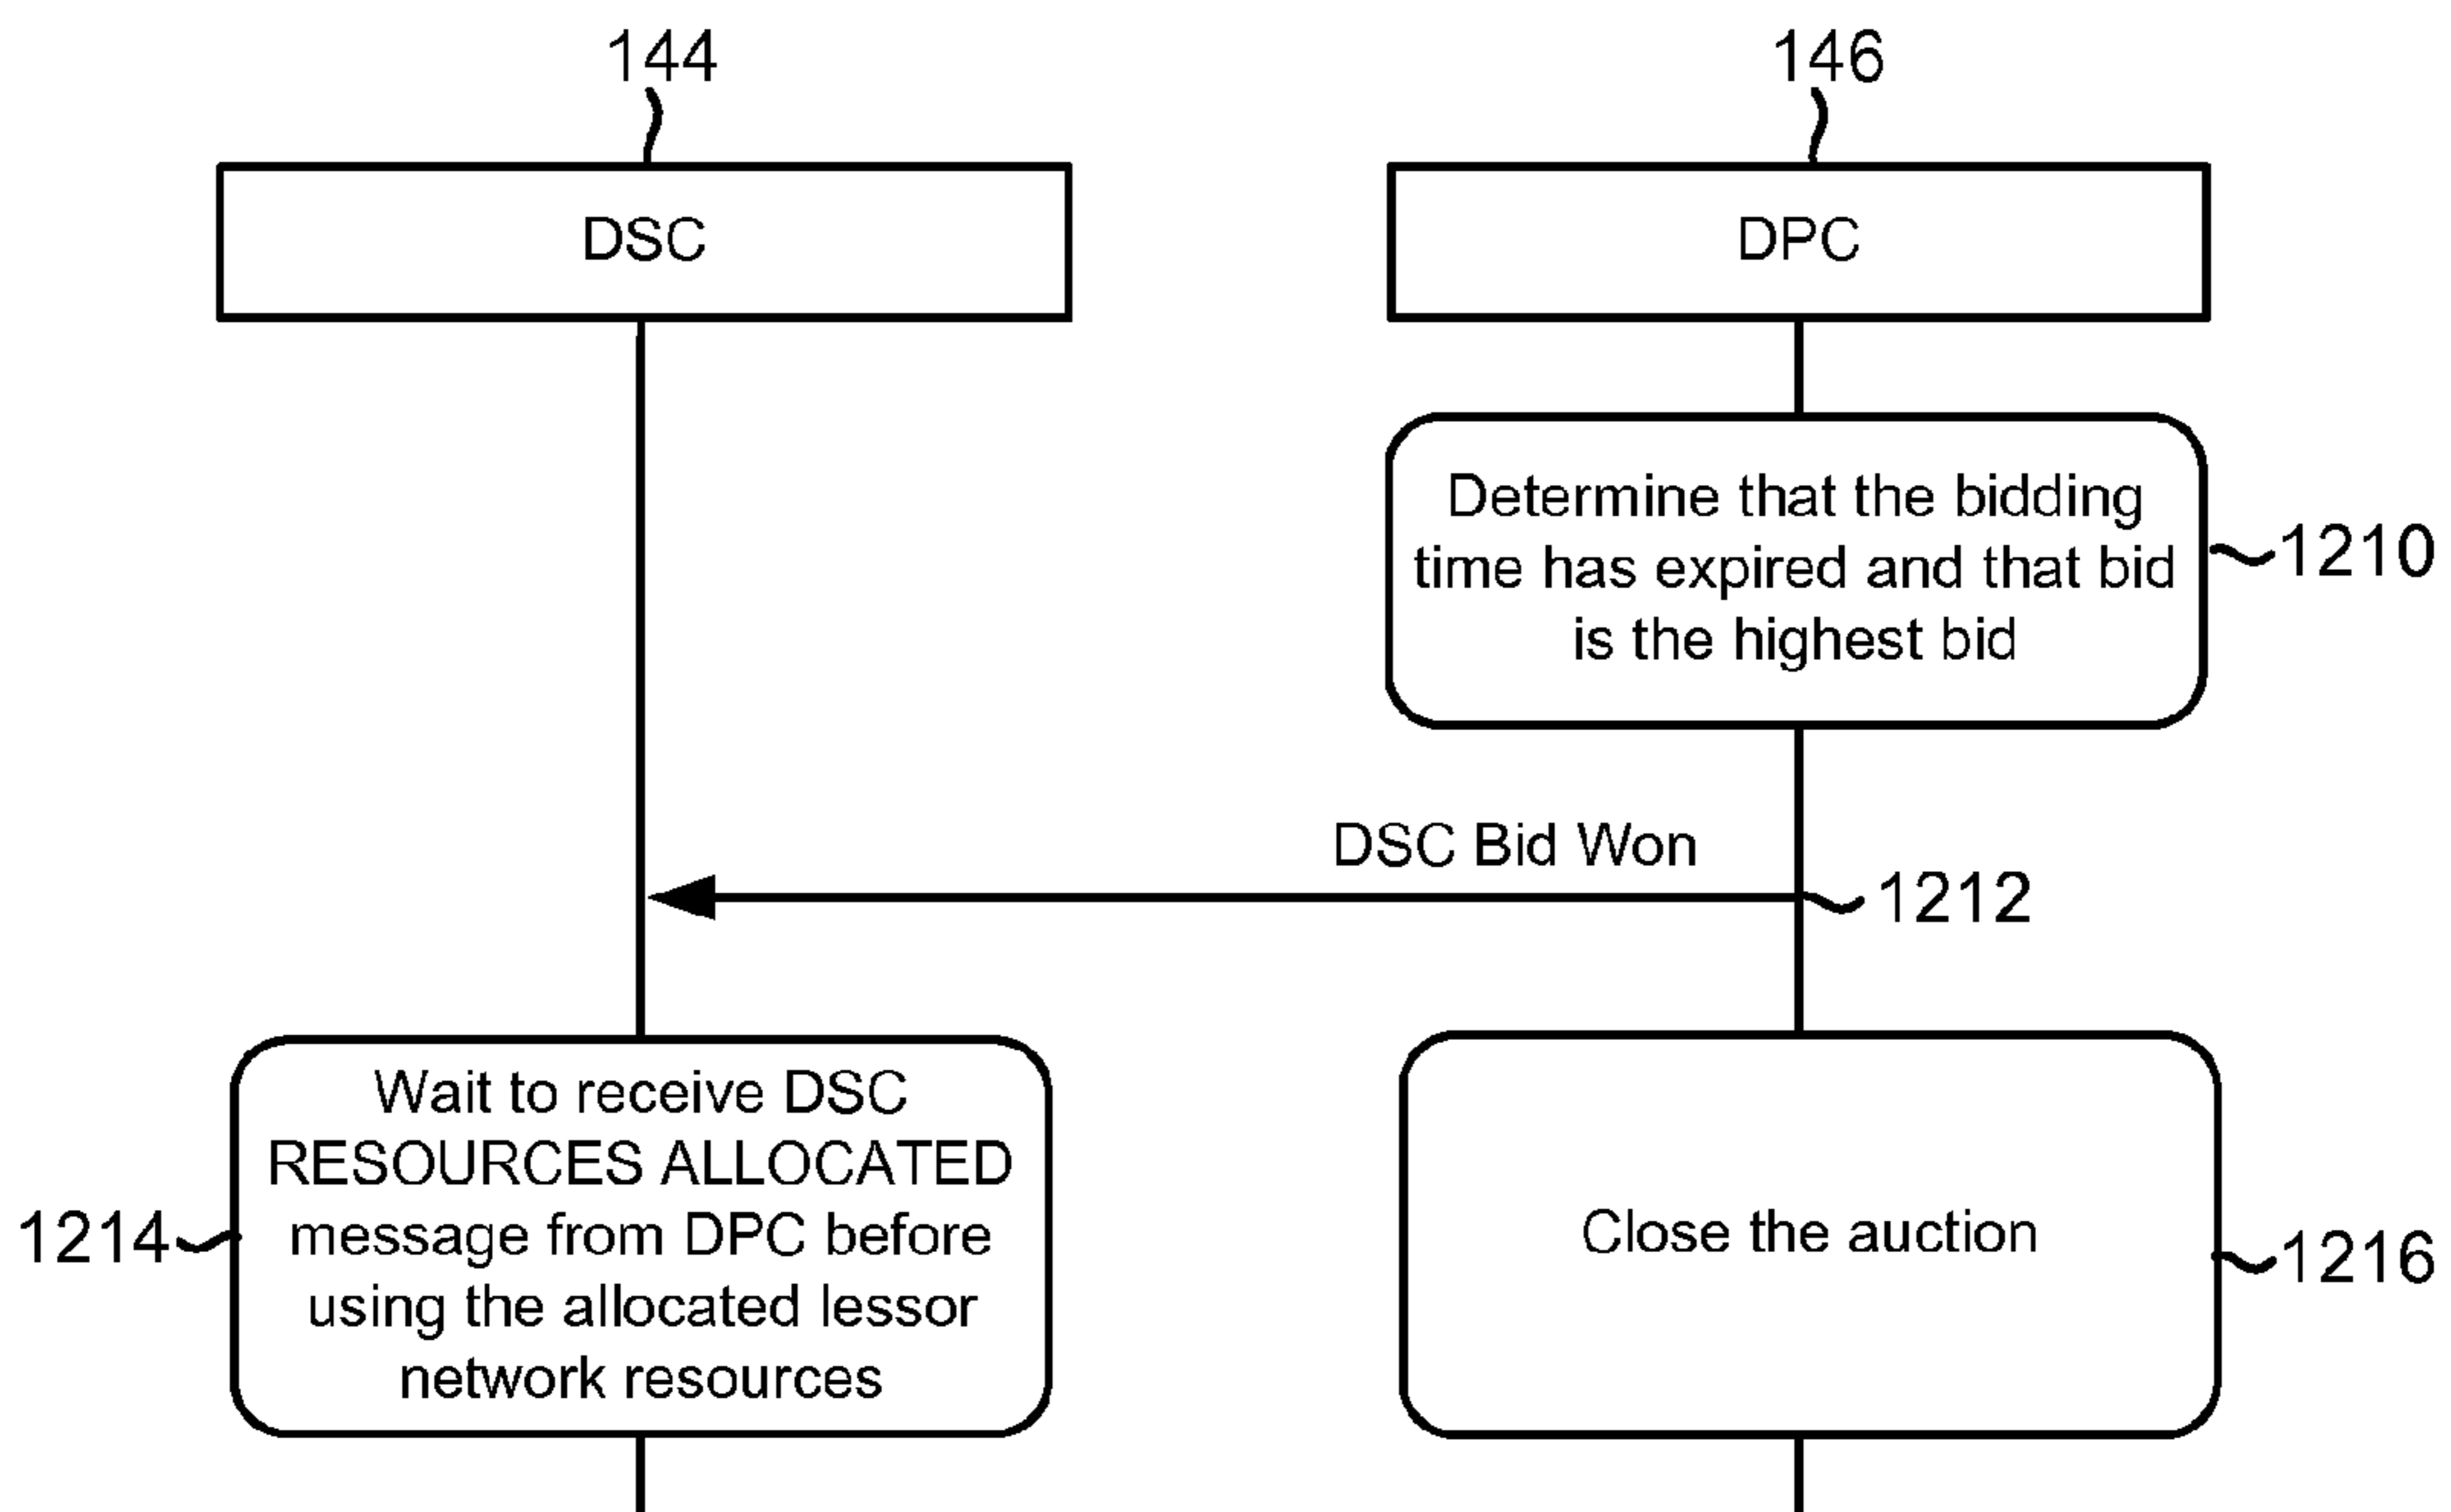 144
146
DSC
DPC
Determine that the bidding
time has expired and that bid
is the highest bid
1210
DSC Bid Won
1212
Wait to receive DSC
RESOURCES ALLOCATED
message from DPC before
using the allocated lessor
network resources
1214
Close the auction
1216